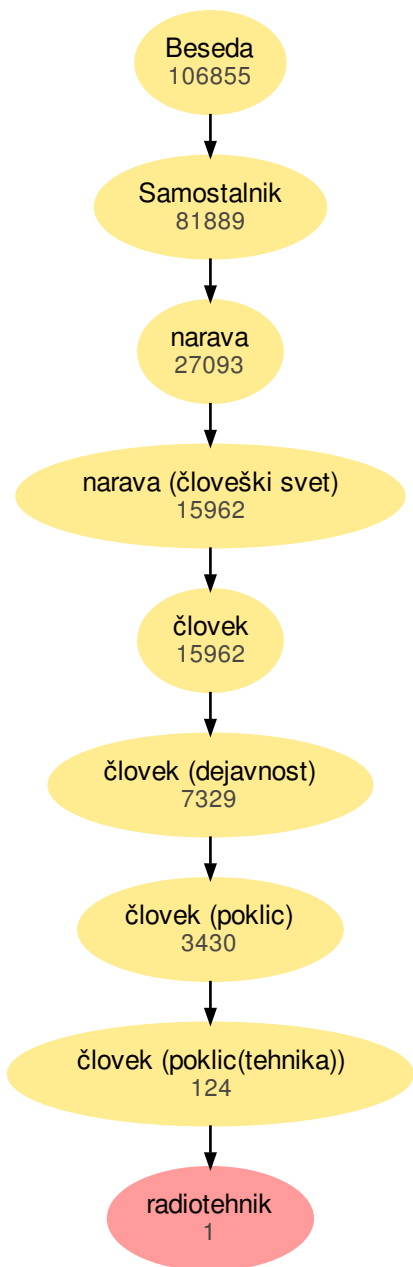 Beseda
106855
Samostalnik
81889
narava
27093
narava (človeški svet)
15962
človek
15962
človek (dejavnost)
7329
človek (poklic)
3430
človek (poklic(tehnika))
124
radiotehnik
1